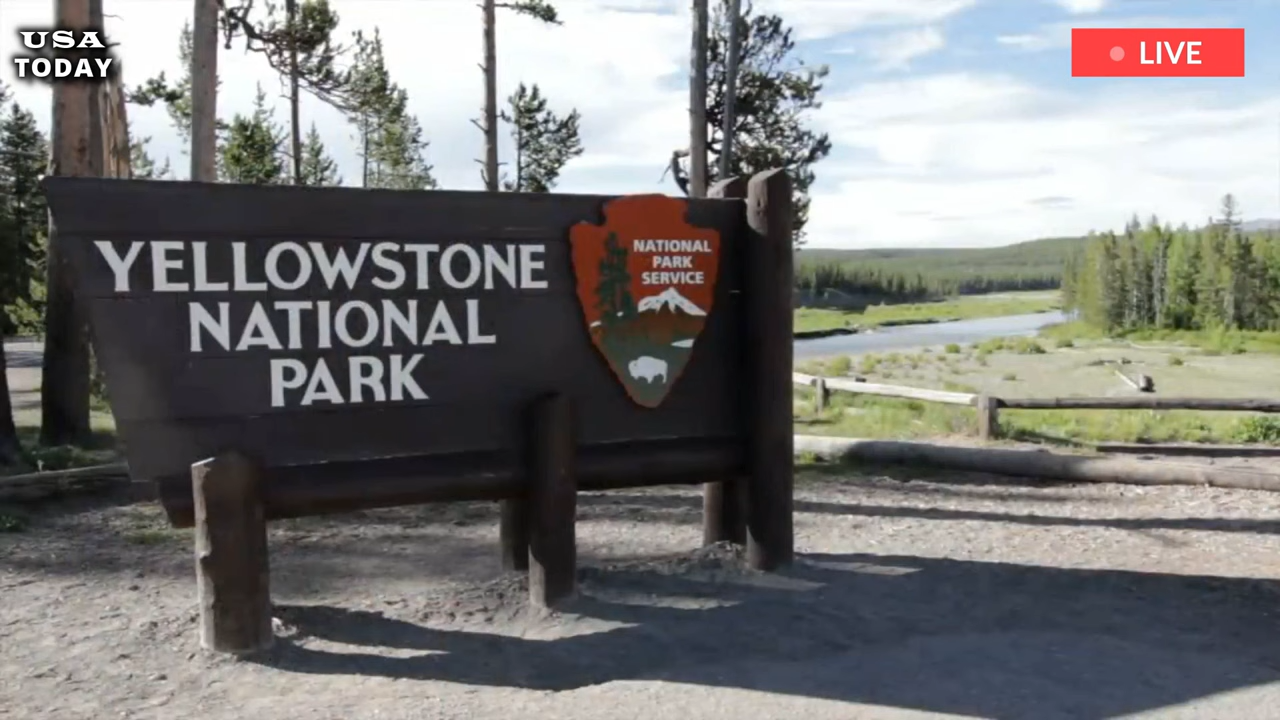 USA
TODAY
LIVE
YELLOWSTONE
NATIONAL
PARK
NATIONAL
PARK
SERVICE